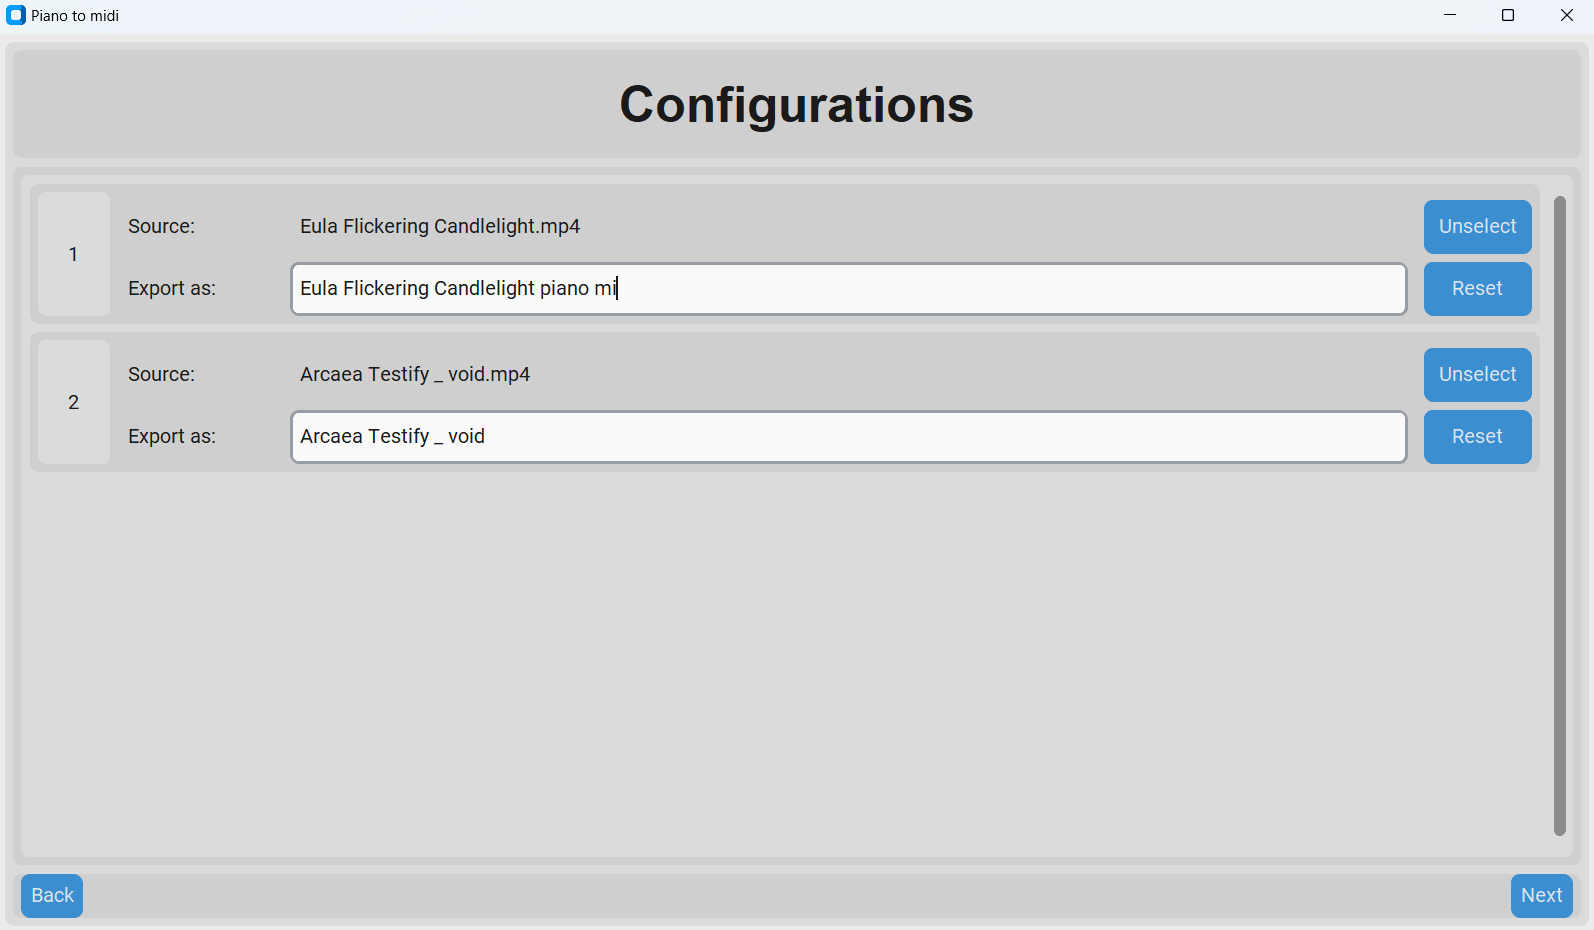 Piano to midi
Configurations
1
Source: Eula Flickering Candlelight.mp4 Unselect
Export as: Eula Flickering Candlelight piano mi Reset
2
Source: Arcaea Testify _ void.mp4 Unselect
Export as: Arcaea Testify _ void Reset
Back Next